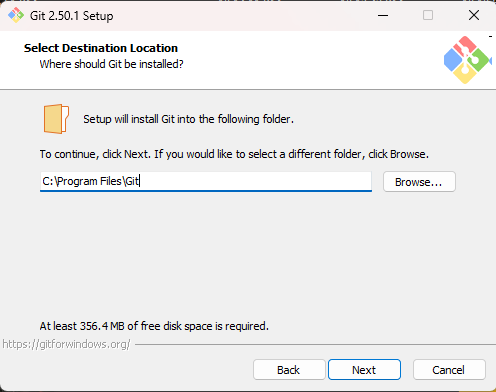 Git 2.50.1 Setup
Select Destination Location
Where should Git be installed?
Setup will install Git into the following folder.
To continue, click Next. If you would like to select a different folder, click Browse.
C:\Program Files\Git
Browse...
At least 356.4 MB of free disk space is required.
https://gitforwindows.org/
Back
Next
Cancel